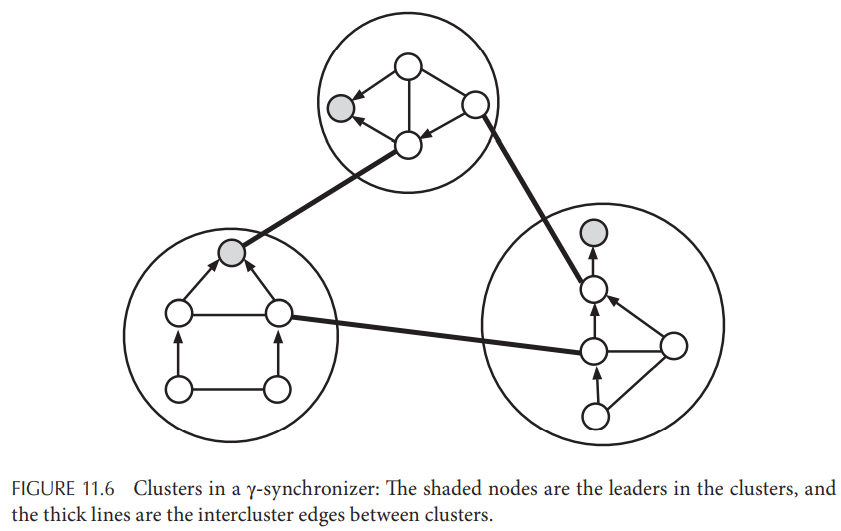 FIGURE 11.6 Clusters in a γ-synchronizer: The shaded nodes are the leaders in the clusters, and
the thick lines are the intercluster edges between clusters.